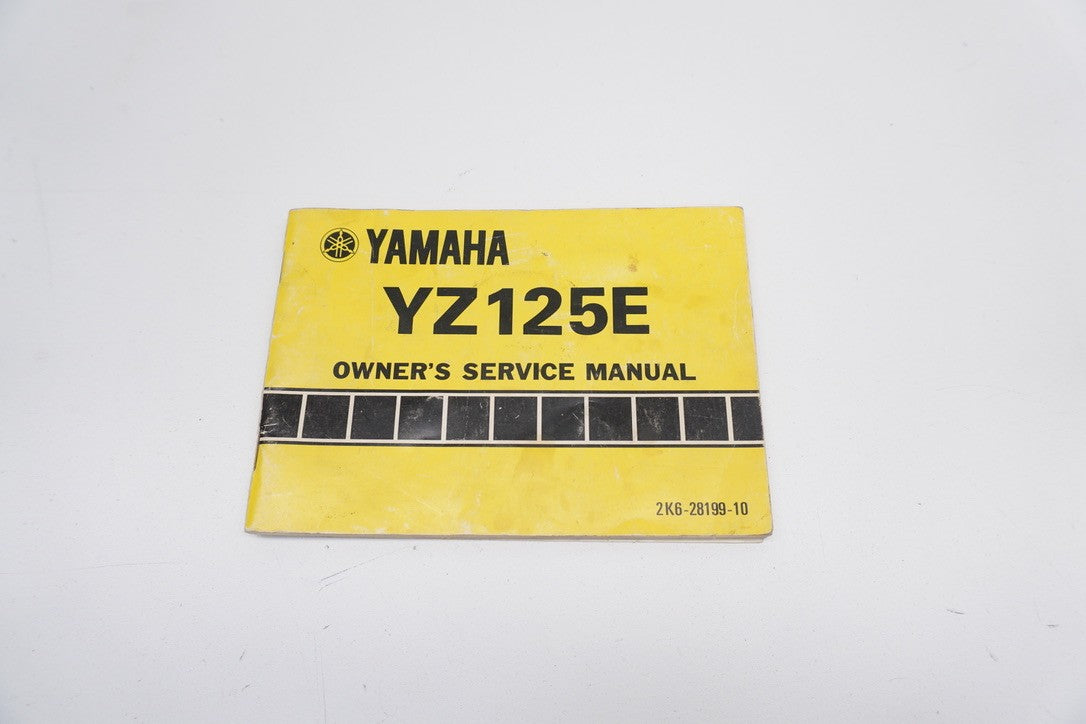 YAMAHA
YZ125E
OWNER'S SERVICE MANUAL
2K6-28199-10